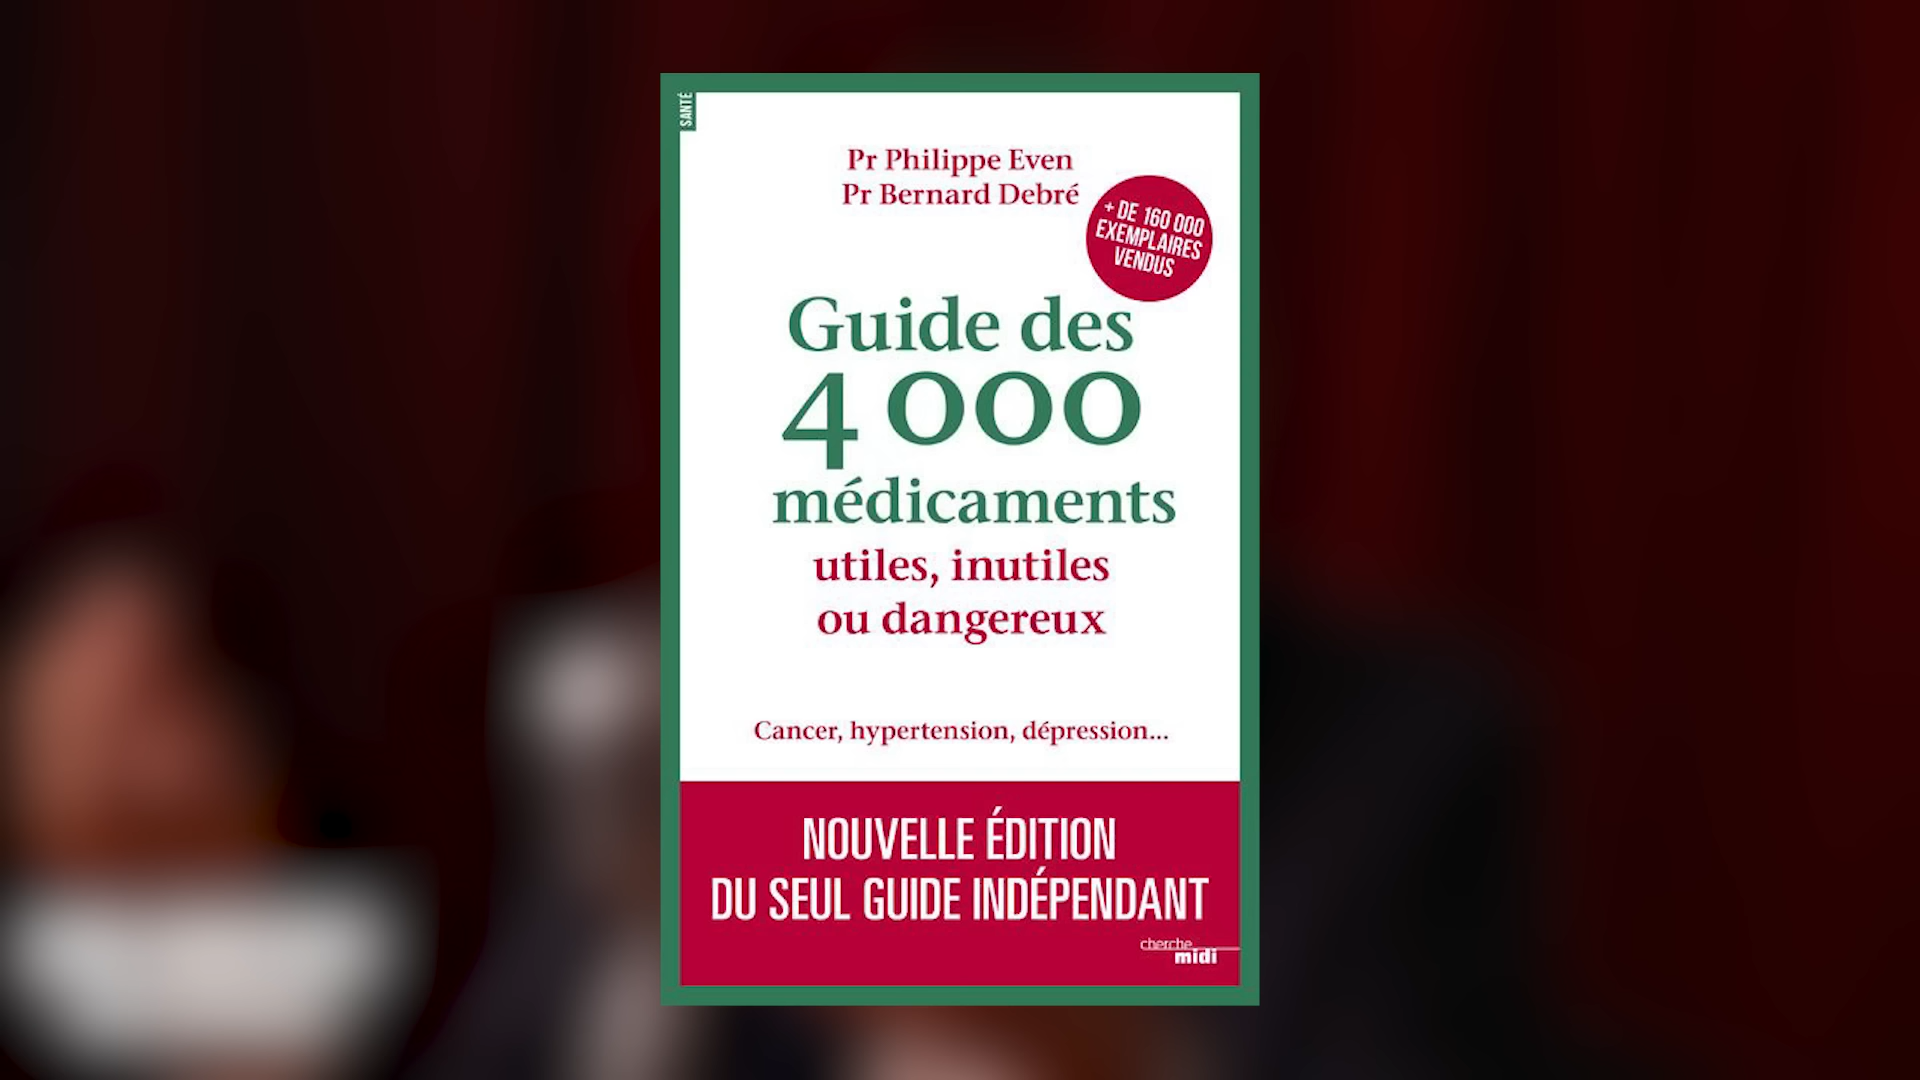 SANTÉ
Pr Philippe Even
Pr Bernard Debré
+ DE 160 000
EXEMPLAIRES
VENDUS
Guide des
4 000
médicaments
utiles, inutiles
ou dangereux
Cancer, hypertension, dépression...
NOUVELLE ÉDITION
DU SEUL GUIDE INDÉPENDANT
cherche
midi